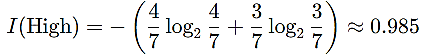 I(High) = − (4/7 log₂ 4/7 + 3/7 log₂ 3/7) ≈ 0.985